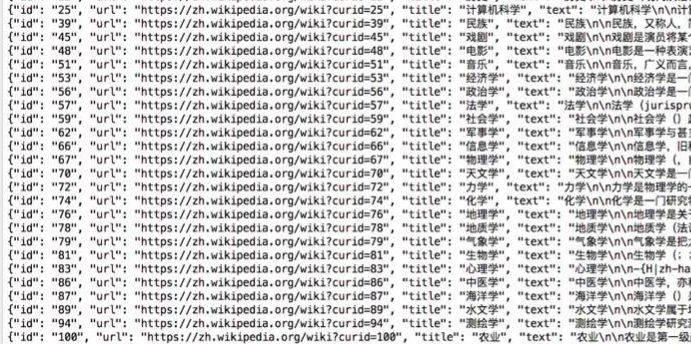 {"id": "25", "url": "https://zh.wikipedia.org/wiki?curid=25", "title": "计算机科学", "text": "计算机科学\n\n计
{"id": "39", "url": "https://zh.wikipedia.org/wiki?curid=39", "title": "民族", "text": "民族\n\n民族，又称人，
{"id": "45", "url": "https://zh.wikipedia.org/wiki?curid=45", "title": "戏剧", "text": "戏剧\n\n戏剧是演员将某
{"id": "48", "url": "https://zh.wikipedia.org/wiki?curid=48", "title": "电影", "text": "电影\n\n电影是一种表演
{"id": "51", "url": "https://zh.wikipedia.org/wiki?curid=51", "title": "音乐", "text": "音乐\n\n音乐，广义而言，
{"id": "53", "url": "https://zh.wikipedia.org/wiki?curid=53", "title": "经济学", "text": "经济学\n\n经济学是一
{"id": "56", "url": "https://zh.wikipedia.org/wiki?curid=56", "title": "政治学", "text": "政治学\n\n政治学是一
{"id": "57", "url": "https://zh.wikipedia.org/wiki?curid=57", "title": "法学", "text": "法学\n\n法学（jurispr
{"id": "59", "url": "https://zh.wikipedia.org/wiki?curid=59", "title": "社会学", "text": "社会学\n\n社会学（）
{"id": "62", "url": "https://zh.wikipedia.org/wiki?curid=62", "title": "军事学", "text": "军事学\n\n军事学与甚
{"id": "66", "url": "https://zh.wikipedia.org/wiki?curid=66", "title": "信息学", "text": "信息学\n\n信息学，旧
{"id": "67", "url": "https://zh.wikipedia.org/wiki?curid=67", "title": "物理学", "text": "物理学\n\n物理学（
{"id": "70", "url": "https://zh.wikipedia.org/wiki?curid=70", "title": "天文学", "text": "天文学\n\n天文学是一
{"id": "72", "url": "https://zh.wikipedia.org/wiki?curid=72", "title": "力学", "text": "力学\n\n力学是物理学的
{"id": "74", "url": "https://zh.wikipedia.org/wiki?curid=74", "title": "化学", "text": "化学\n\n化学是一门研究
{"id": "76", "url": "https://zh.wikipedia.org/wiki?curid=76", "title": "地理学", "text": "地理学\n\n地理学是关
{"id": "78", "url": "https://zh.wikipedia.org/wiki?curid=78", "title": "地质学", "text": "地质学\n\n地质学（法
{"id": "79", "url": "https://zh.wikipedia.org/wiki?curid=79", "title": "气象学", "text": "气象学\n\n气象学是把
{"id": "81", "url": "https://zh.wikipedia.org/wiki?curid=81", "title": "生物学", "text": "生物学\n\n生物学（
{"id": "83", "url": "https://zh.wikipedia.org/wiki?curid=83", "title": "心理学", "text": "心理学\n\n-{H|zh-ha
{"id": "86", "url": "https://zh.wikipedia.org/wiki?curid=86", "title": "中医学", "text": "中医学\n\n中医学，亦
{"id": "87", "url": "https://zh.wikipedia.org/wiki?curid=87", "title": "海洋学", "text": "海洋学\n\n海洋学（）
{"id": "89", "url": "https://zh.wikipedia.org/wiki?curid=89", "title": "水文学", "text": "水文学\n\n水文学属于
{"id": "94", "url": "https://zh.wikipedia.org/wiki?curid=94", "title": "测绘学", "text": "测绘学\n\n测绘学研究
{"id": "100", "url": "https://zh.wikipedia.org/wiki?curid=100", "title": "农业", "text": "农业\n\n农业是第一级